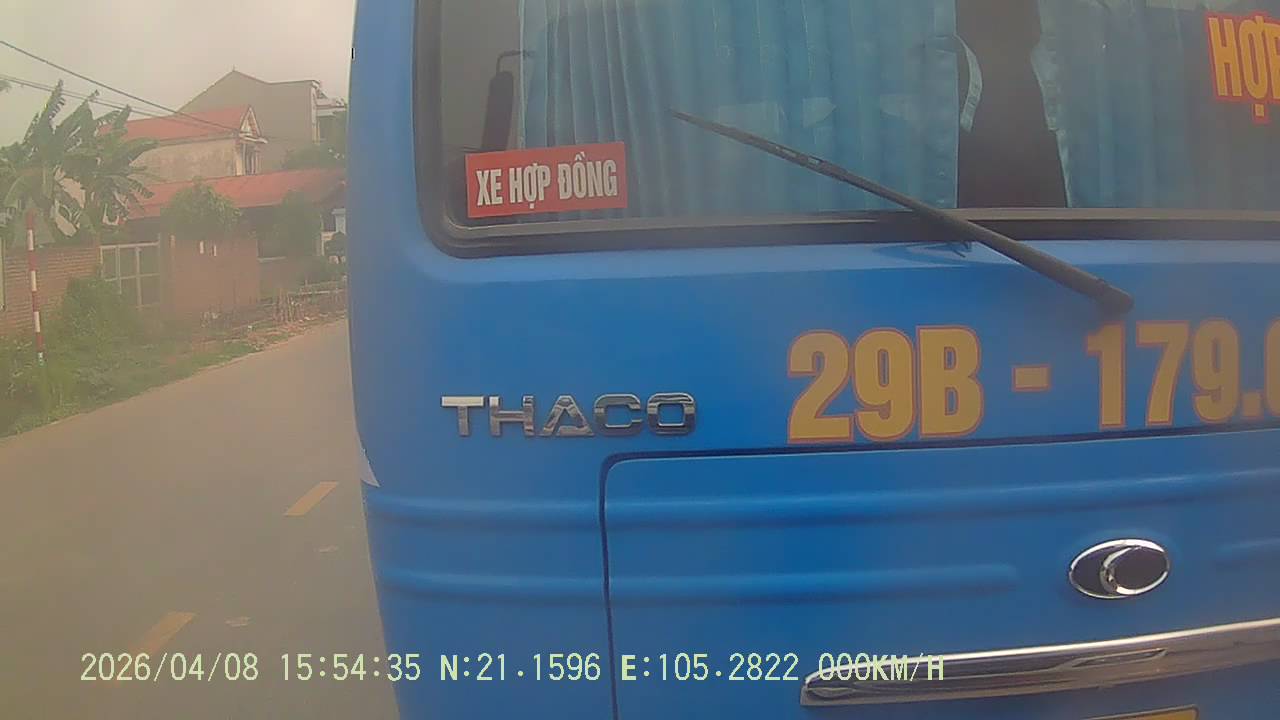 HỢP
XE HỢP ĐỒNG
29B - 179.
THACO
2026/04/08 15:54:35 N:21.1596 E:105.2822 000KM/H